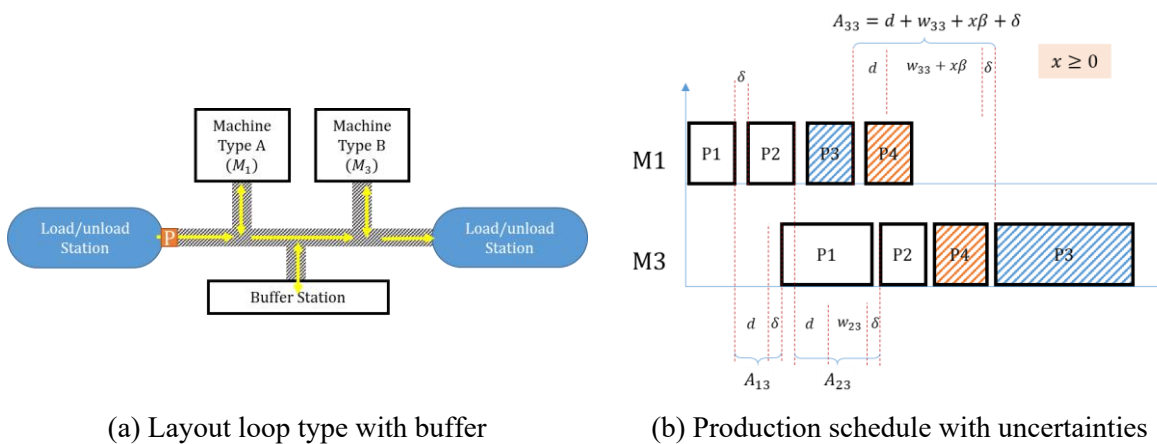 Machine
Type A
(M₁)
Machine
Type B
(M₃)
Load/unload
Station
P
Load/unload
Station
Buffer Station
(a) Layout loop type with buffer
A₃₃ = d + w₃₃ + xβ + δ
x ≥ 0
d
w₃₃ + xβ
δ
δ
M1
P1
P2
P3
P4
M3
P1
P2
P4
P3
d
δ
d
w₂₃
δ
A₁₃
A₂₃
(b) Production schedule with uncertainties